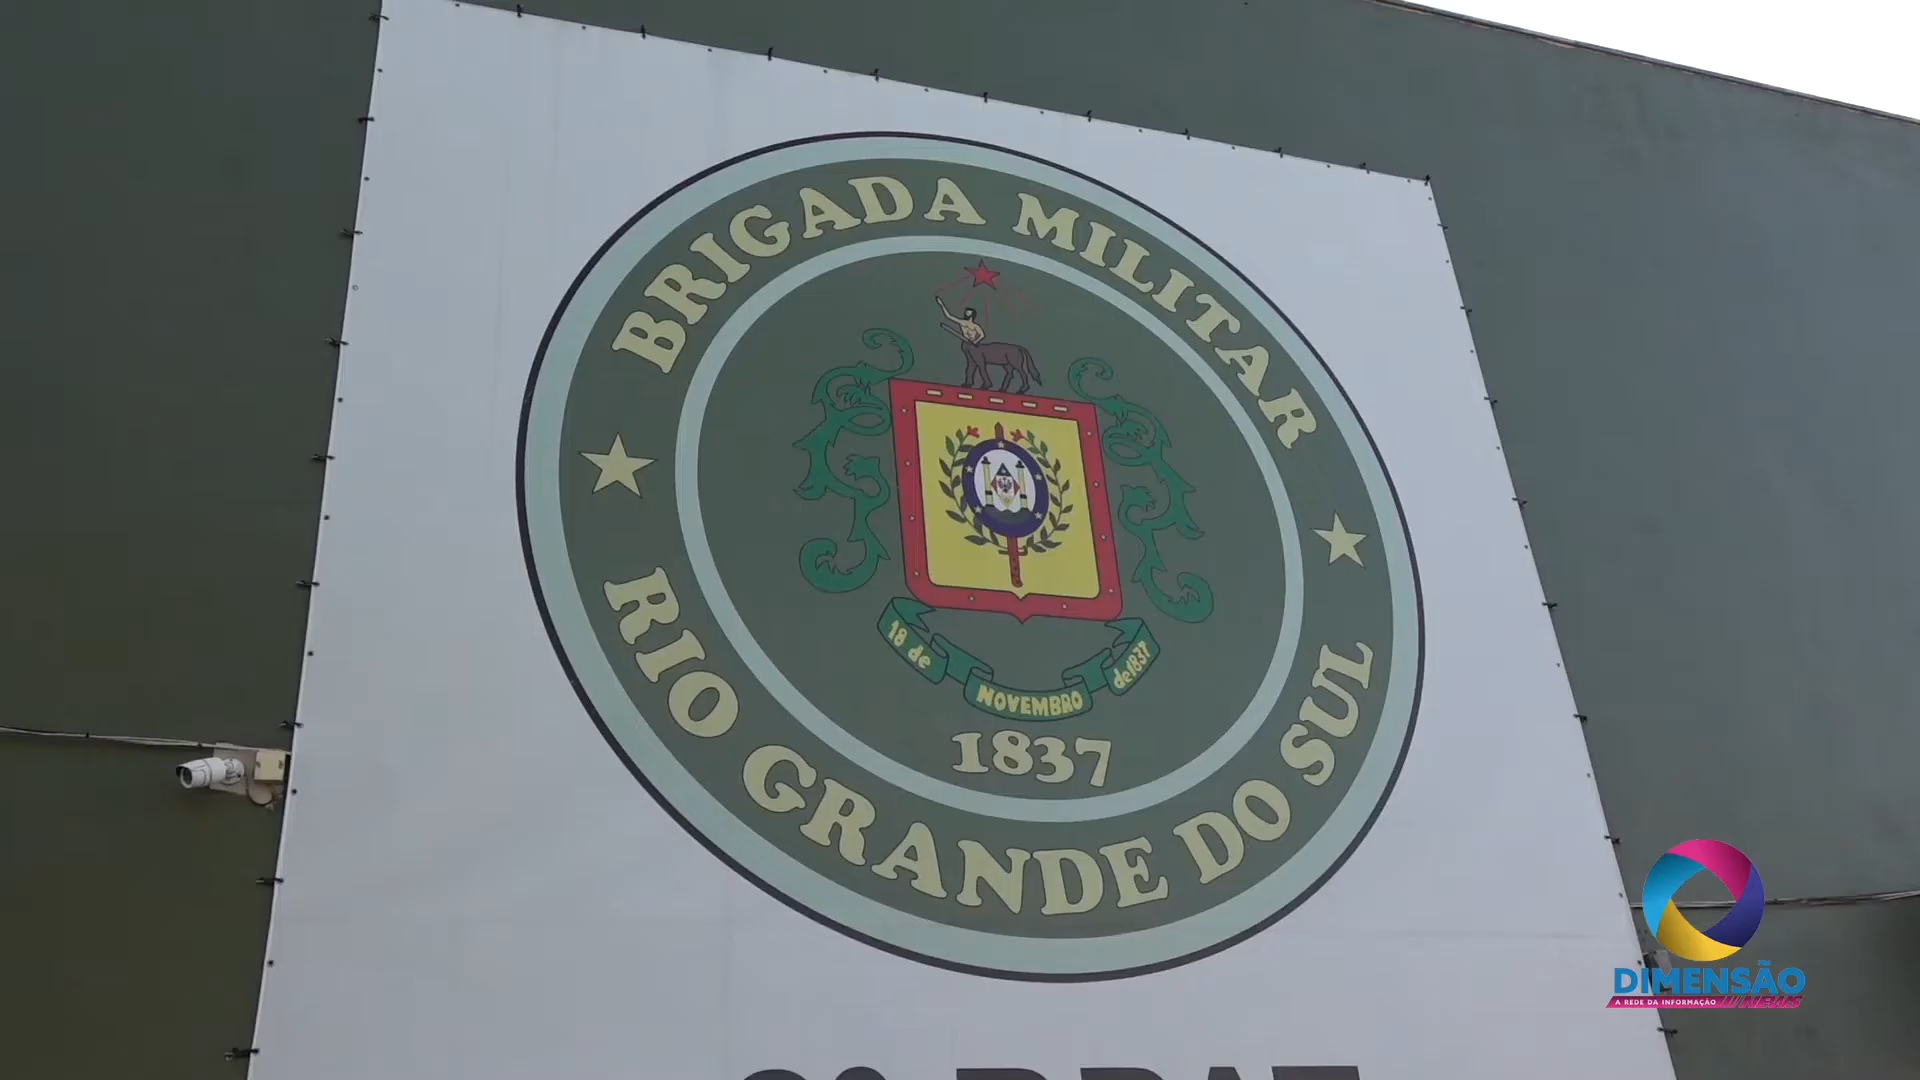 BRIGADA MILITAR
18 de NOVEMBRO de 1837
1837
RIO GRANDE DO SUL
DIMENSÃO
A REDE DA INFORMAÇÃO NEWS